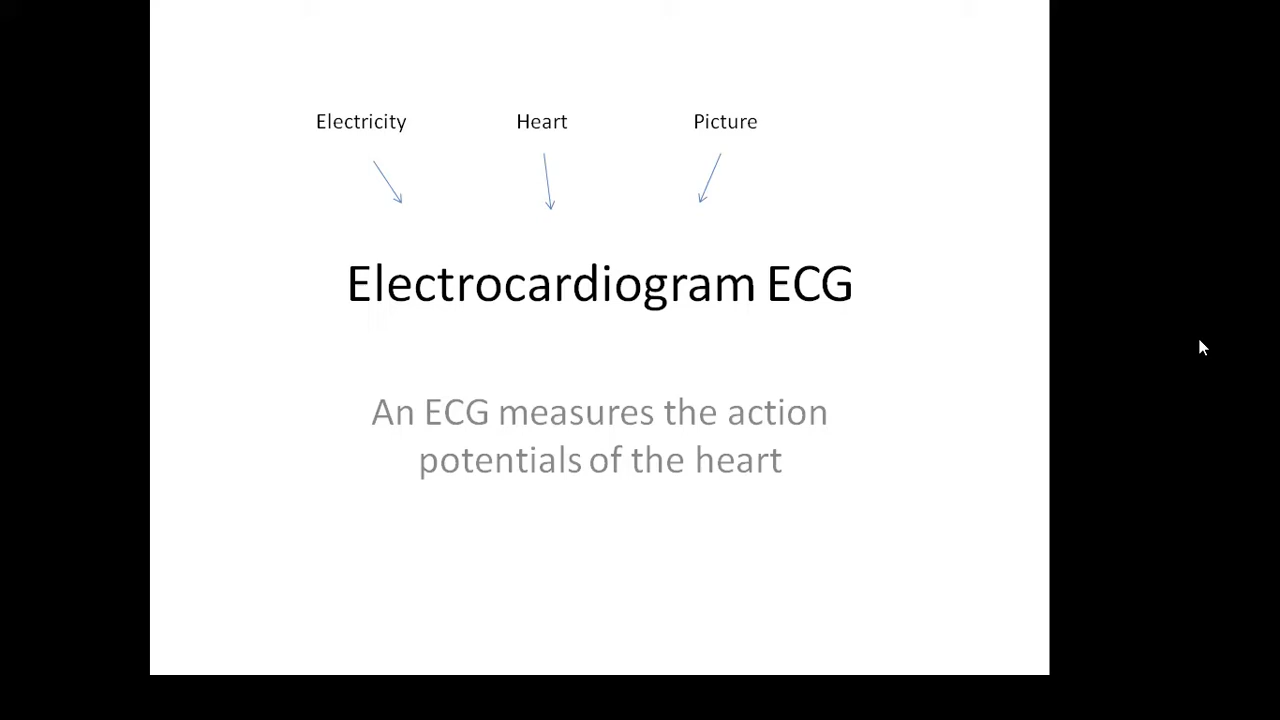 Electricity Heart Picture
Electrocardiogram ECG
An ECG measures the action
potentials of the heart